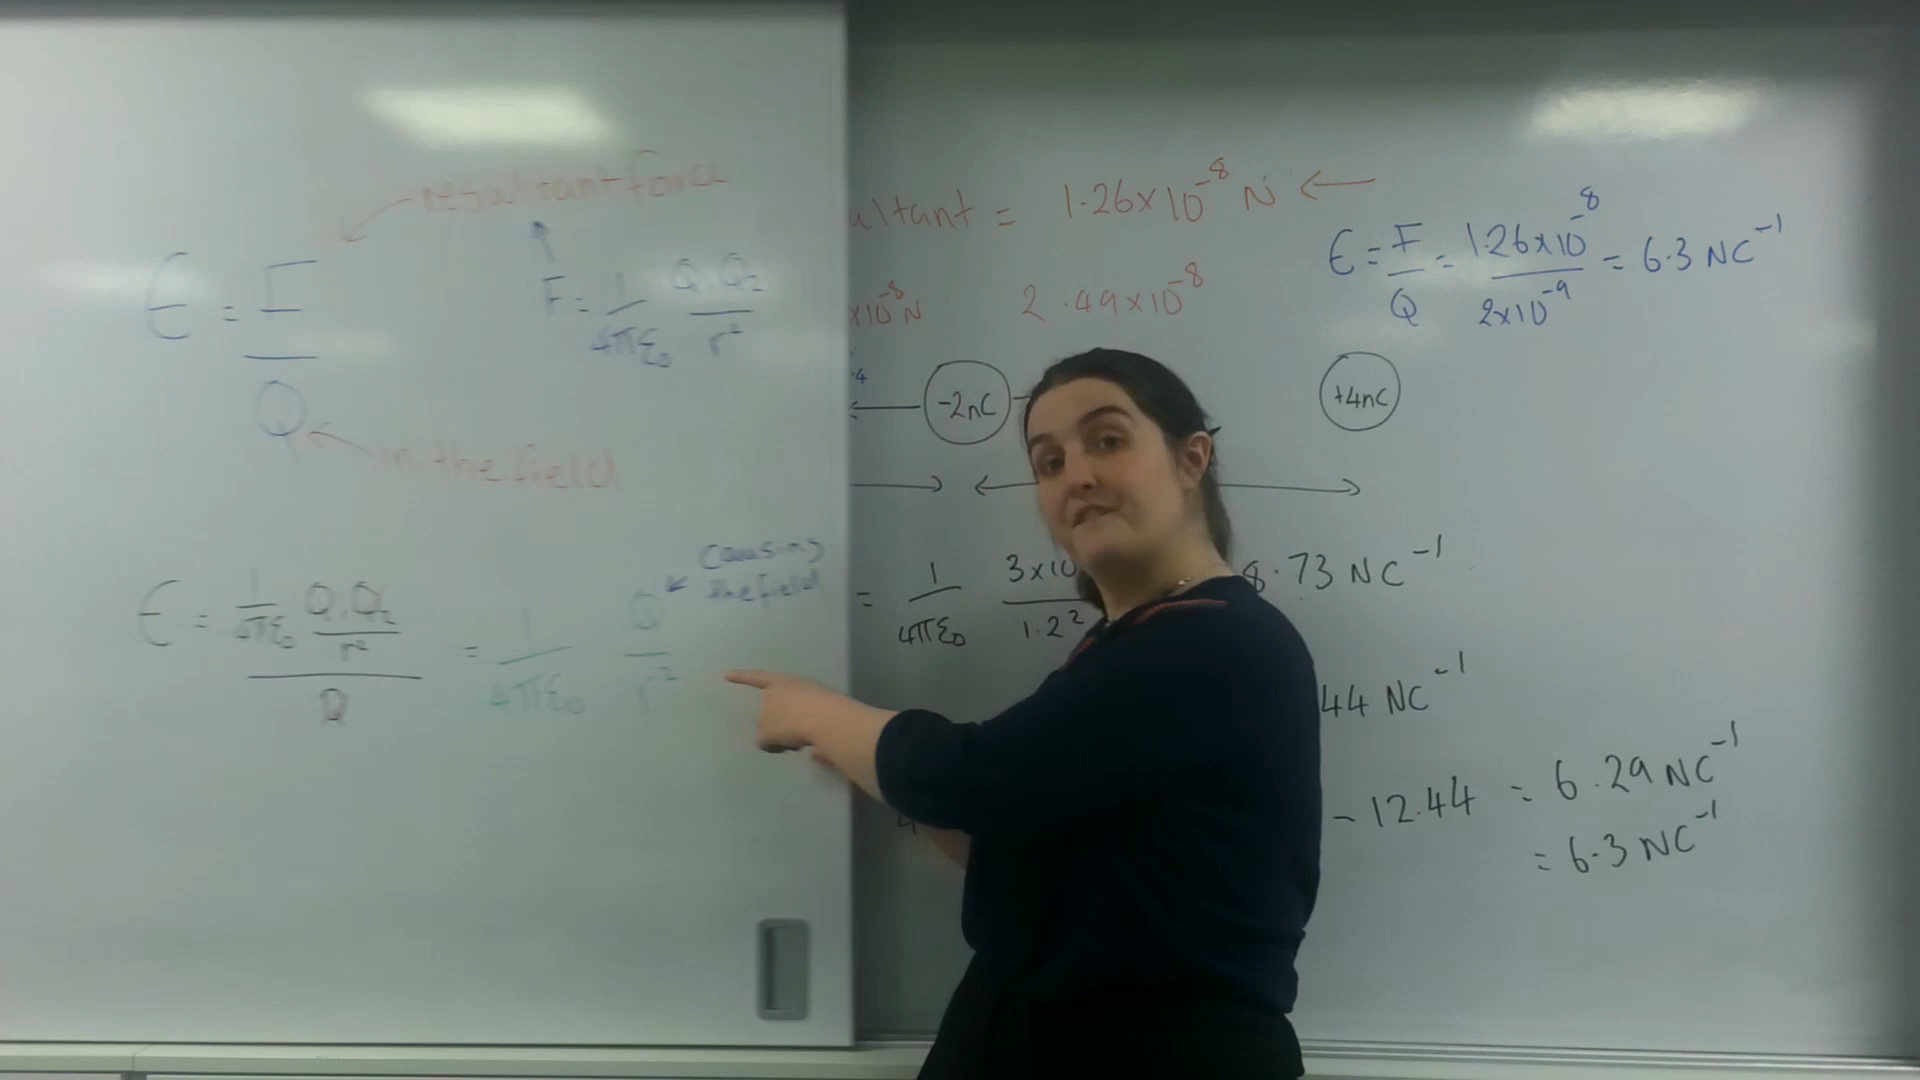 resultant force
E = F / Q
F = 1/4πε₀ Q₁Q₂/r²
in the field
E = 1/4πε₀ Q₁Q₂/r² / Q = 1/4πε₀ Q/r²
causing
the field
ultant = 1.26×10⁻⁸ N ←
×10⁻⁸ N 2.49×10⁻⁸
E = F/Q = 1.26×10⁻⁸ / 2×10⁻⁹ = 6.3 NC⁻¹
-2nC
+4nC
= 1/4πε₀ 3×10 / 1.2² 8.73 NC⁻¹
44 NC⁻¹
- 12.44 = 6.29 NC⁻¹
= 6.3 NC⁻¹